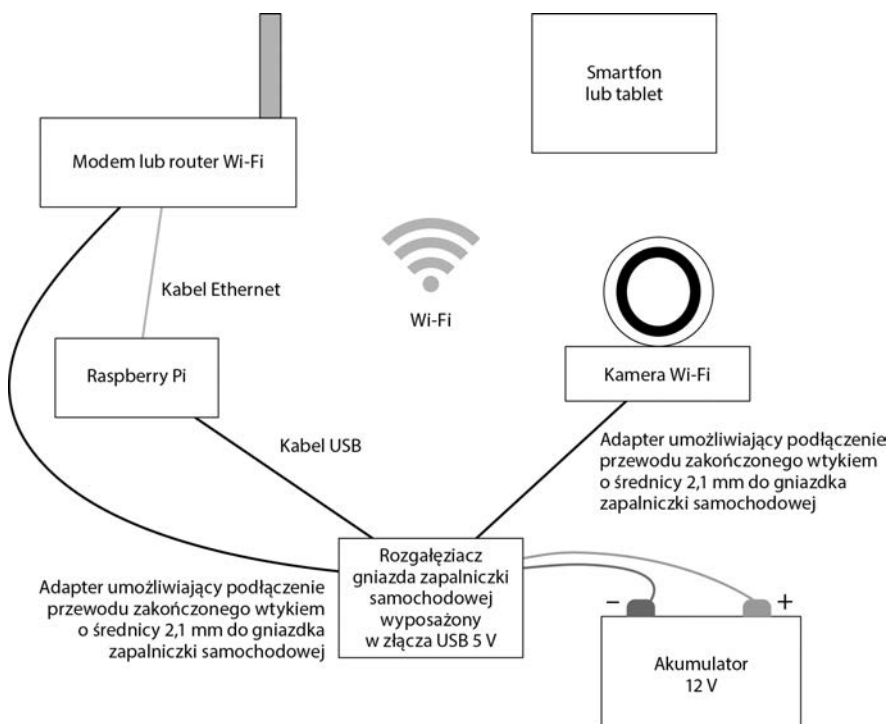 Smartfon
lub tablet
Modem lub router Wi-Fi
Kabel Ethernet
Wi-Fi
Raspberry Pi
Kamera Wi-Fi
Kabel USB
Adapter umożliwiający podłączenie
przewodu zakończonego wtykiem
o średnicy 2,1 mm do gniazdka
zapalniczki samochodowej
Rozgałęziacz
gniazda zapalniczki
samochodowej
wyposażony
w złącza USB 5 V
Adapter umożliwiający podłączenie
przewodu zakończonego wtykiem
o średnicy 2,1 mm do gniazdka
zapalniczki samochodowej
– +
Akumulator
12 V